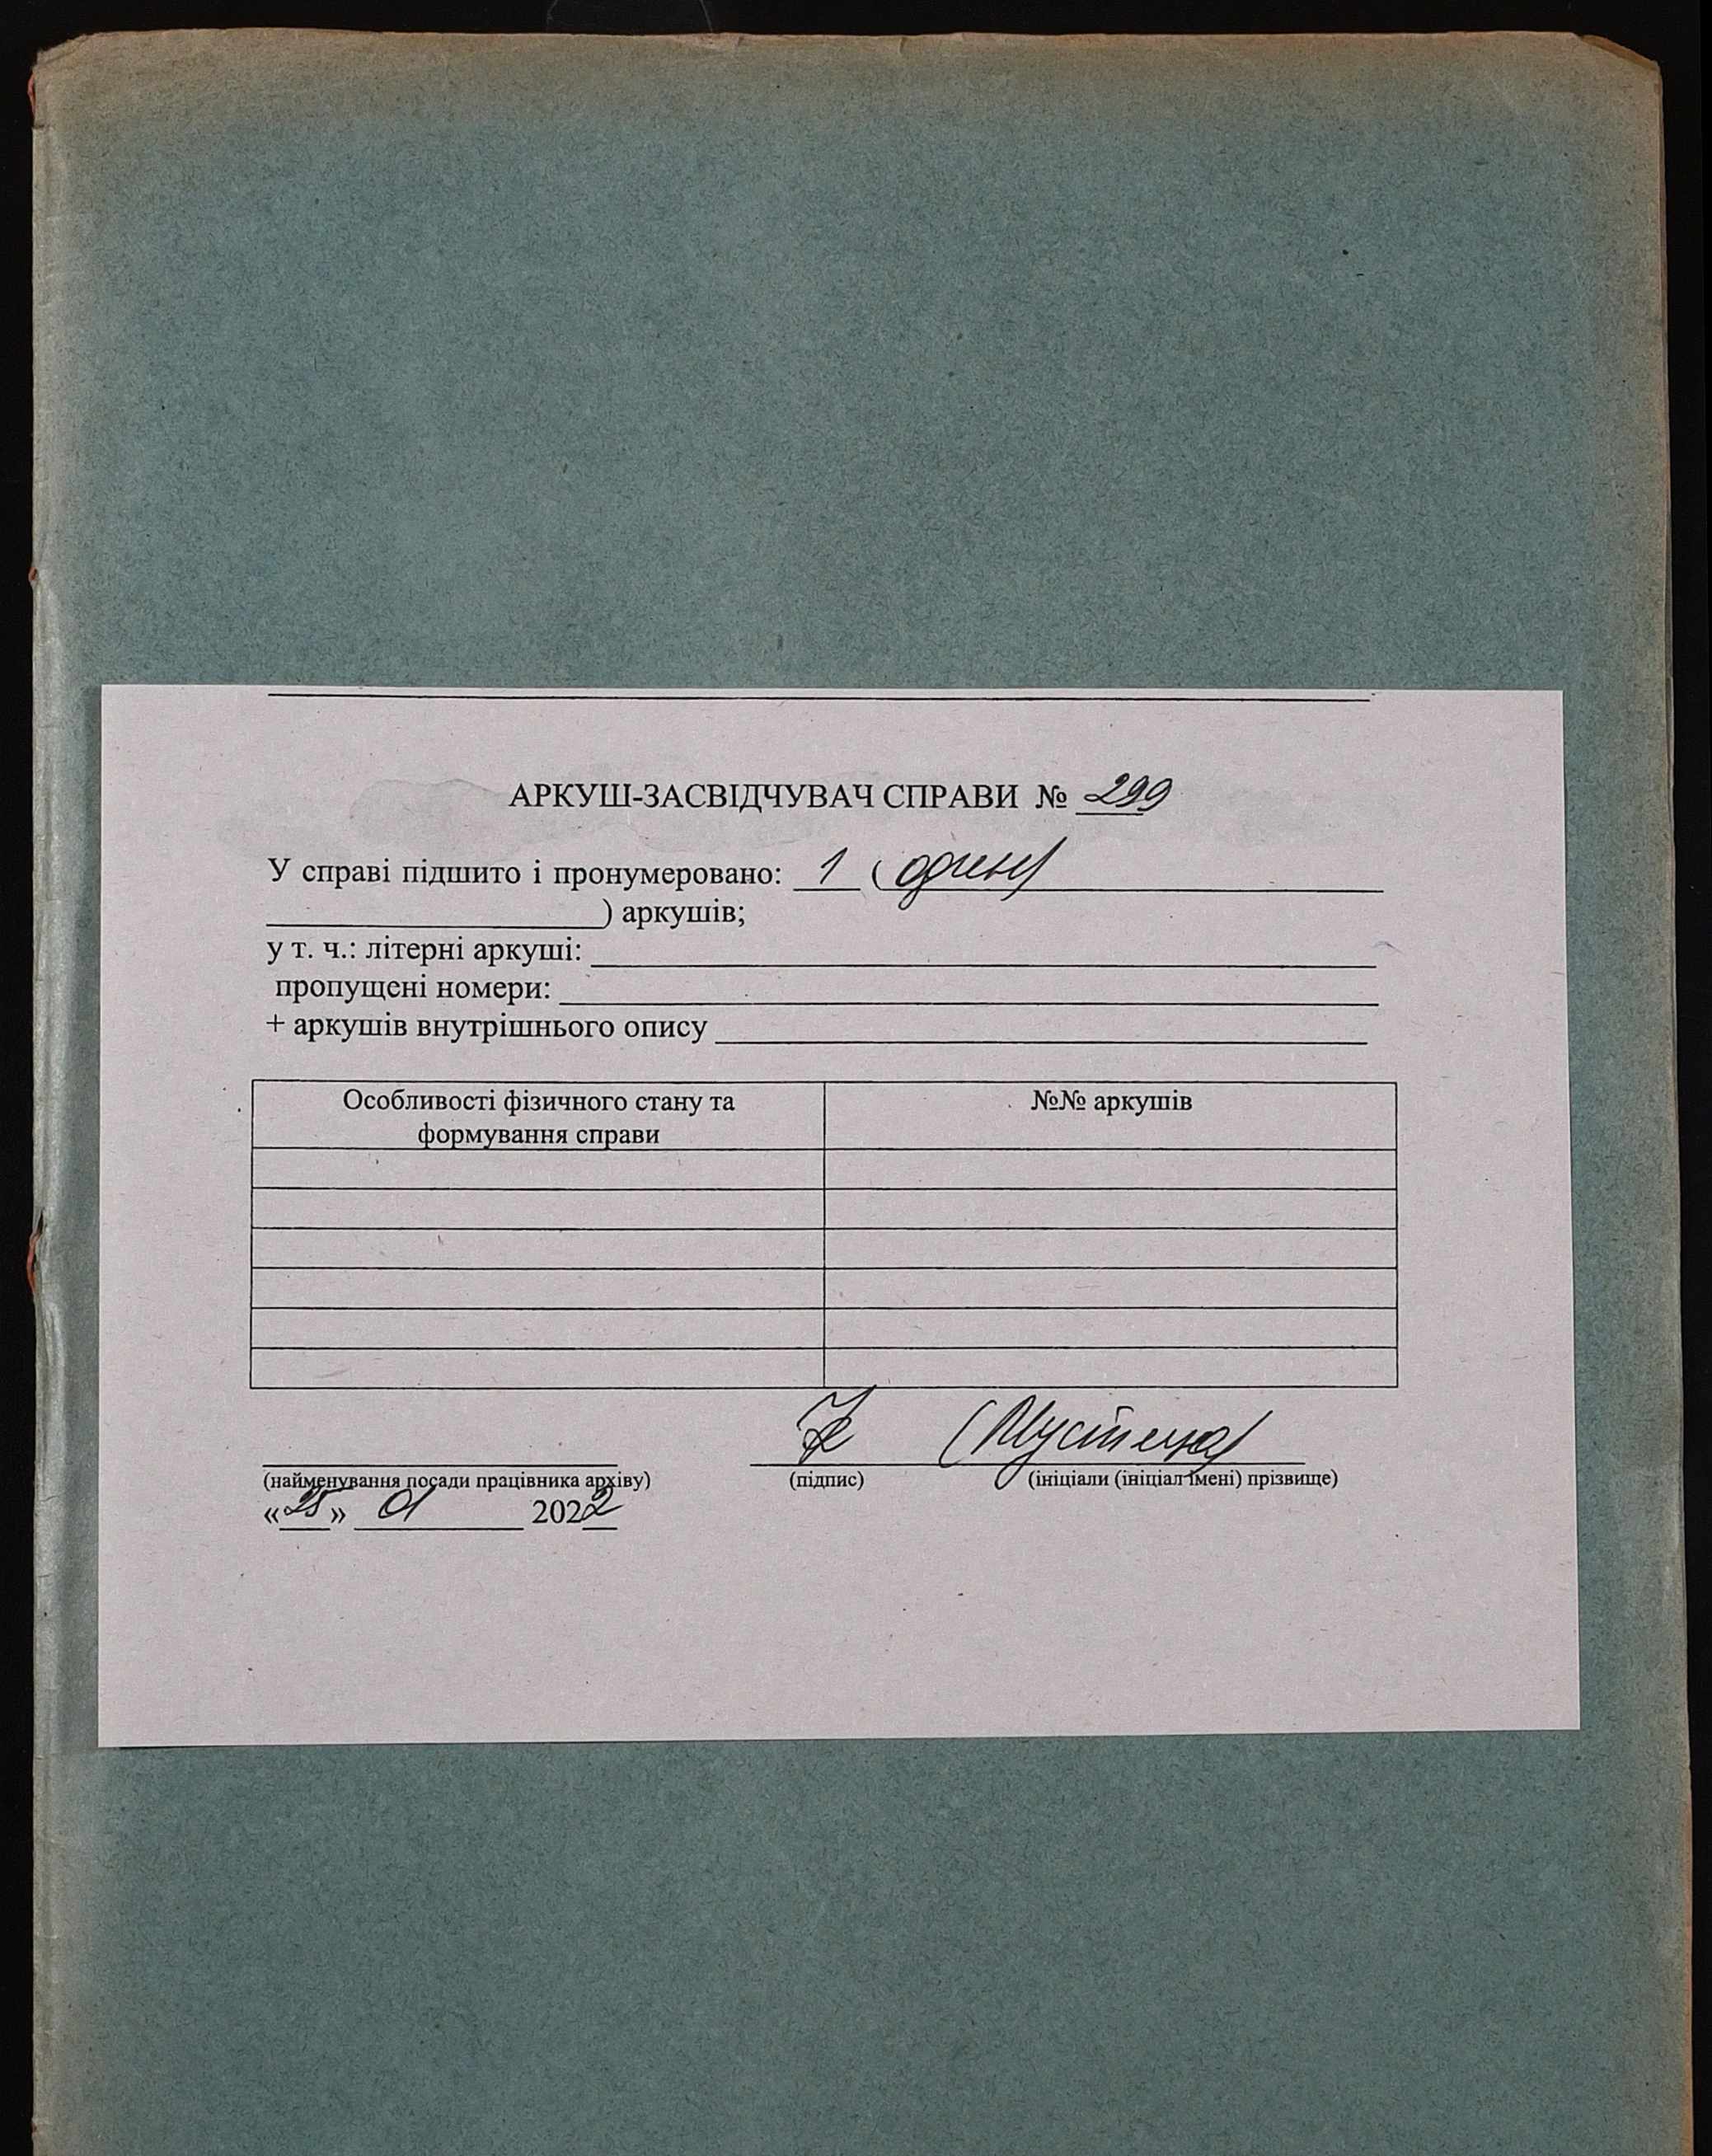 АРКУШ-ЗАСВІДЧУВАЧ СПРАВИ № 299
У справі підшито і пронумеровано: 1 (один)
) аркушів;
у т. ч.: літерні аркуші:
пропущені номери:
+ аркушів внутрішнього опису
Особливості фізичного стану та
формування справи
№№ аркушів
(найменування посади працівника архіву)
(підпис)
(ініціали (ініціал імені) прізвище)
«25» 01 2022